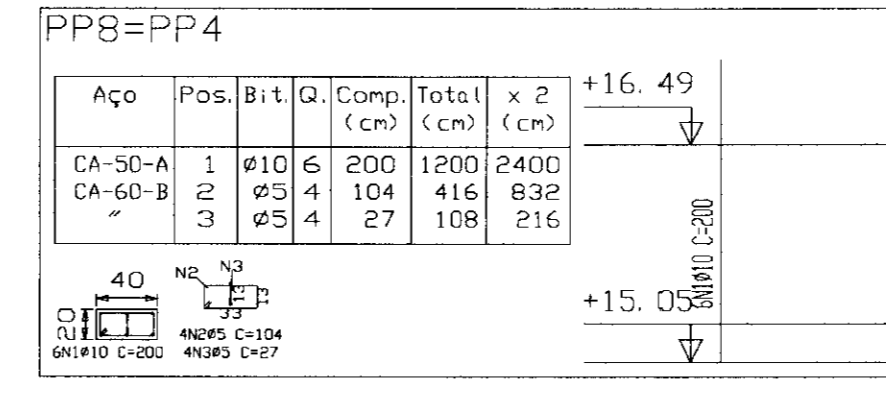 PP8=PP4
Aço Pos. Bit. Q. Comp. (cm) Total (cm) x 2 (cm)
CA-50-A 1 Ø10 6 200 1200 2400
CA-60-B 2 Ø5 4 104 416 832
" 3 Ø5 4 27 108 216
40
20
6N1Ø10 C=200
N2 N3
13 13
33
4N2Ø5 C=104
4N3Ø5 C=27
+16. 49
6N1Ø10 C=200
+15. 05